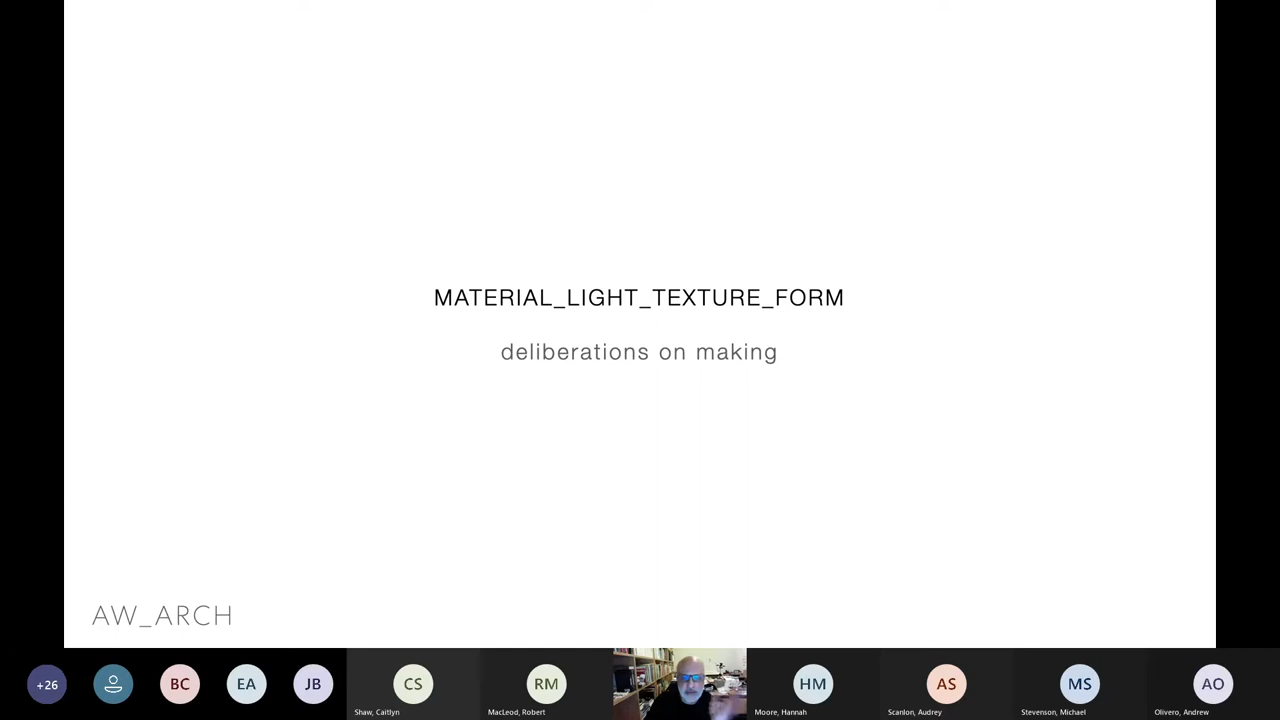 MATERIAL_LIGHT_TEXTURE_FORM
deliberations on making
AW_ARCH
+26
BC
EA
JB
CS
Shaw, Caitlyn
RM
MacLeod, Robert
HM
Moore, Hannah
AS
Scanlon, Audrey
MS
Stevenson, Michael
AO
Olivero, Andrew